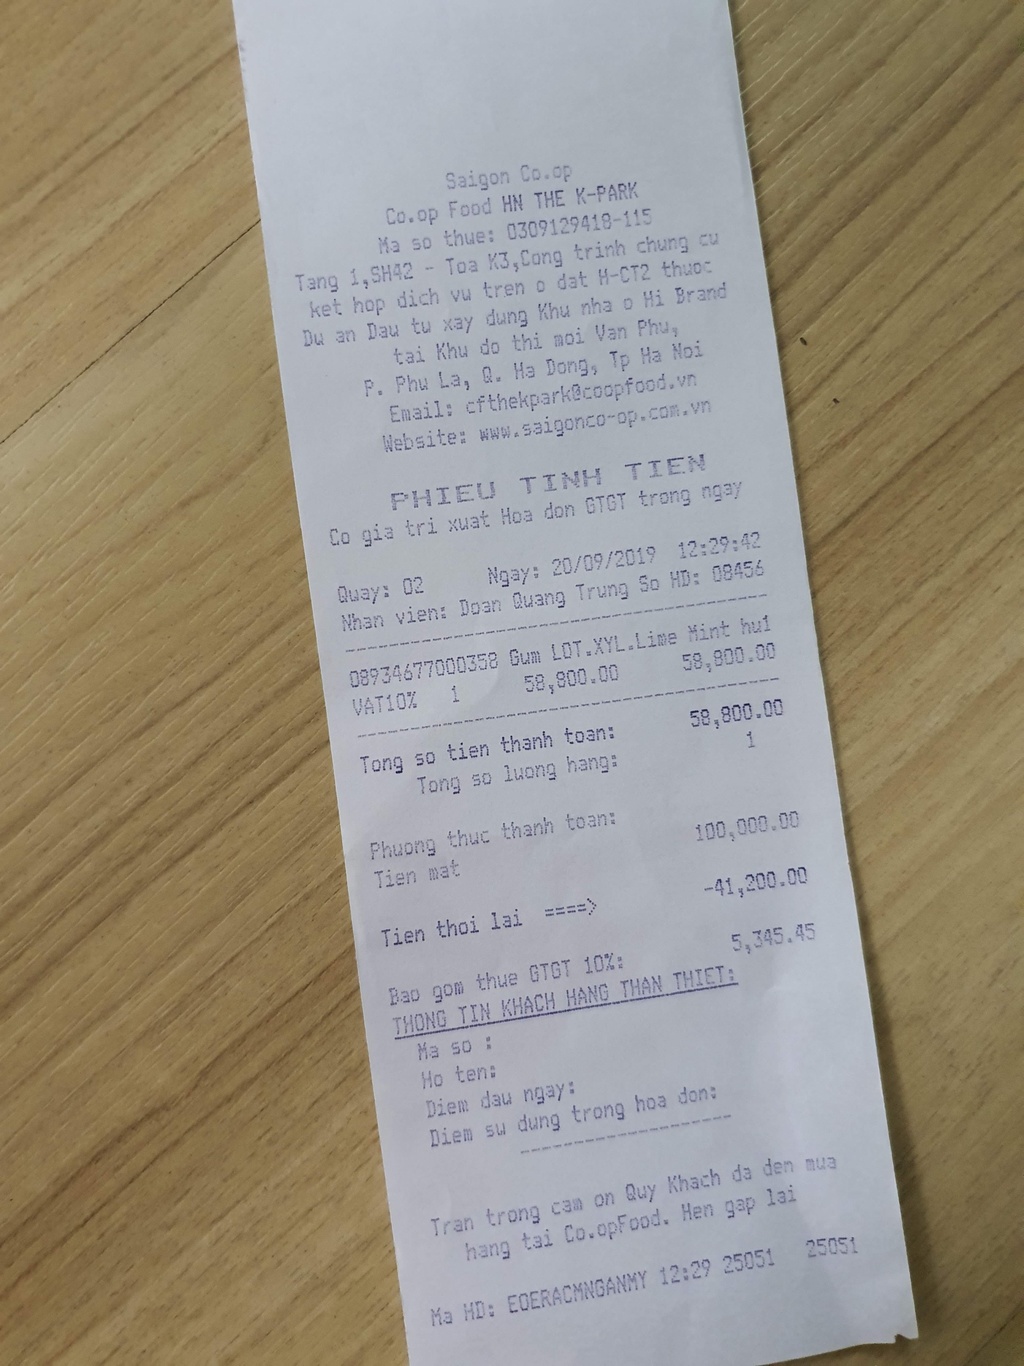 Saigon Co.op
Co.op Food HN THE K-PARK
Ma so thue: 0309129418-115
Tang 1,SH42 - Toa K3,Cong trinh chung cu
ket hop dich vu tren o dat H-CT2 thuoc
Du an Dau tu xay dung Khu nha o Hi Brand
tai Khu do thi moi Van Phu,
P. Phu La, Q. Ha Dong, Tp Ha Noi
Email: cfthekpark@coopfood.vn
Website: www.saigonco-op.com.vn
PHIEU TINH TIEN
Co gia tri xuat Hoa don GTGT trong ngay
Quay: 02 Ngay: 20/09/2019 12:29:42
Nhan vien: Doan Quang Trung So HD: 08456
08934677000358 Gum LOT.XYL.Lime Mint hu1
VAT10% 1 58,800.00 58,800.00
Tong so tien thanh toan: 58,800.00
Tong so luong hang: 1
Phuong thuc thanh toan:
Tien mat 100,000.00
Tien thoi lai ====> -41,200.00
Bao gom thue GTGT 10%: 5,345.45
THONG TIN KHACH HANG THAN THIET:
Ma so :
Ho ten:
Diem dau ngay:
Diem su dung trong hoa don:
Tran trong cam on Quy Khach da den mua
hang tai Co.opFood. Hen gap lai
Ma HD: EOERACMNGANMY 12:29 25051 25051